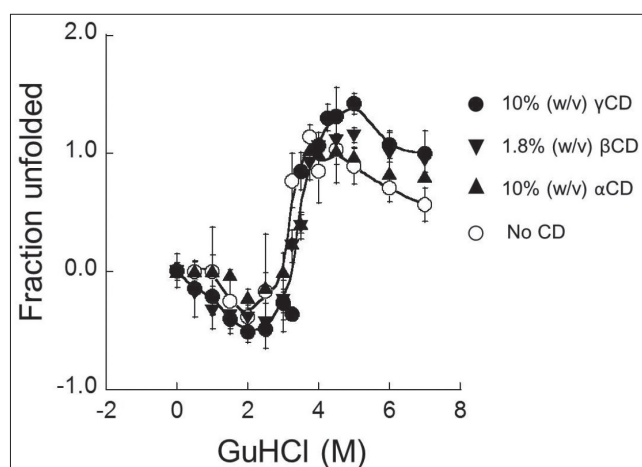 2.0
1.0
0.0
-1.0
Fraction unfolded
-2 0 2 4 6 8
GuHCl (M)
10% (w/v) γCD
1.8% (w/v) βCD
10% (w/v) αCD
No CD